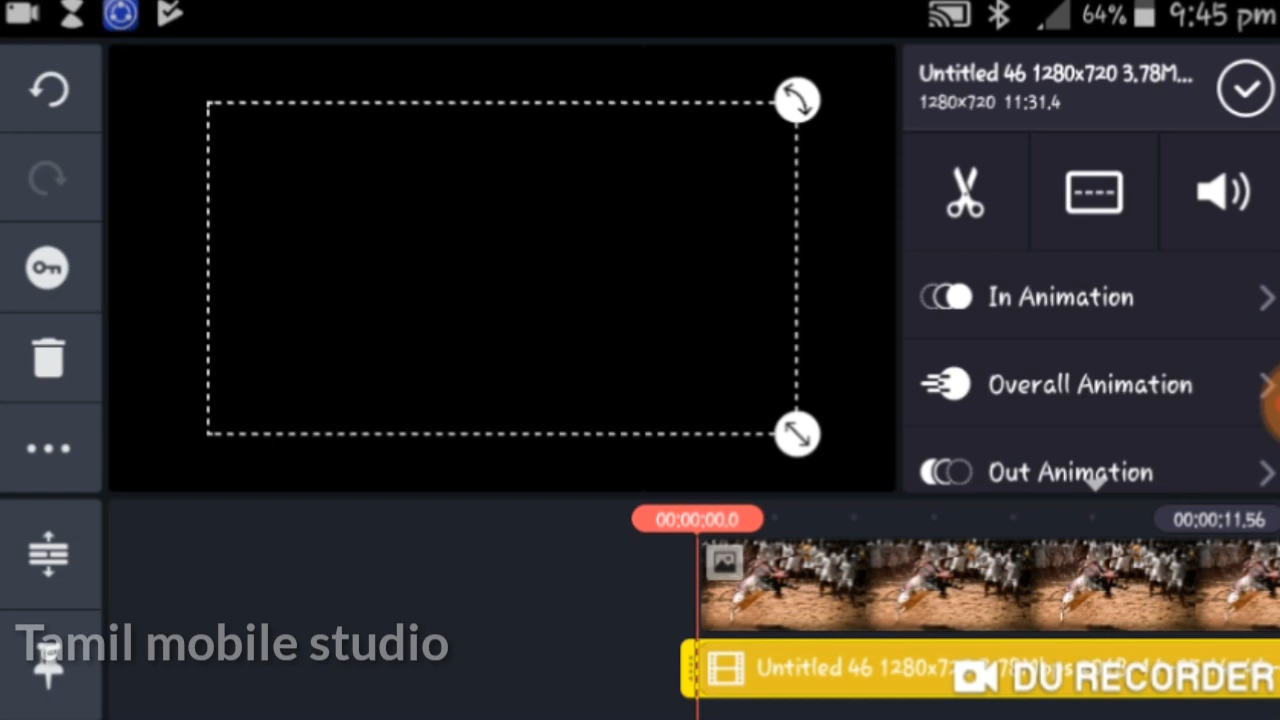 64% 9:45 pm
Untitled 46 1280x720 3.78M...
1280x720 11:31.4
In Animation
Overall Animation
Out Animation
00:00:00.0
00:00:11.56
Tamil mobile studio
Untitled 46 1280x72
DU RECORDER